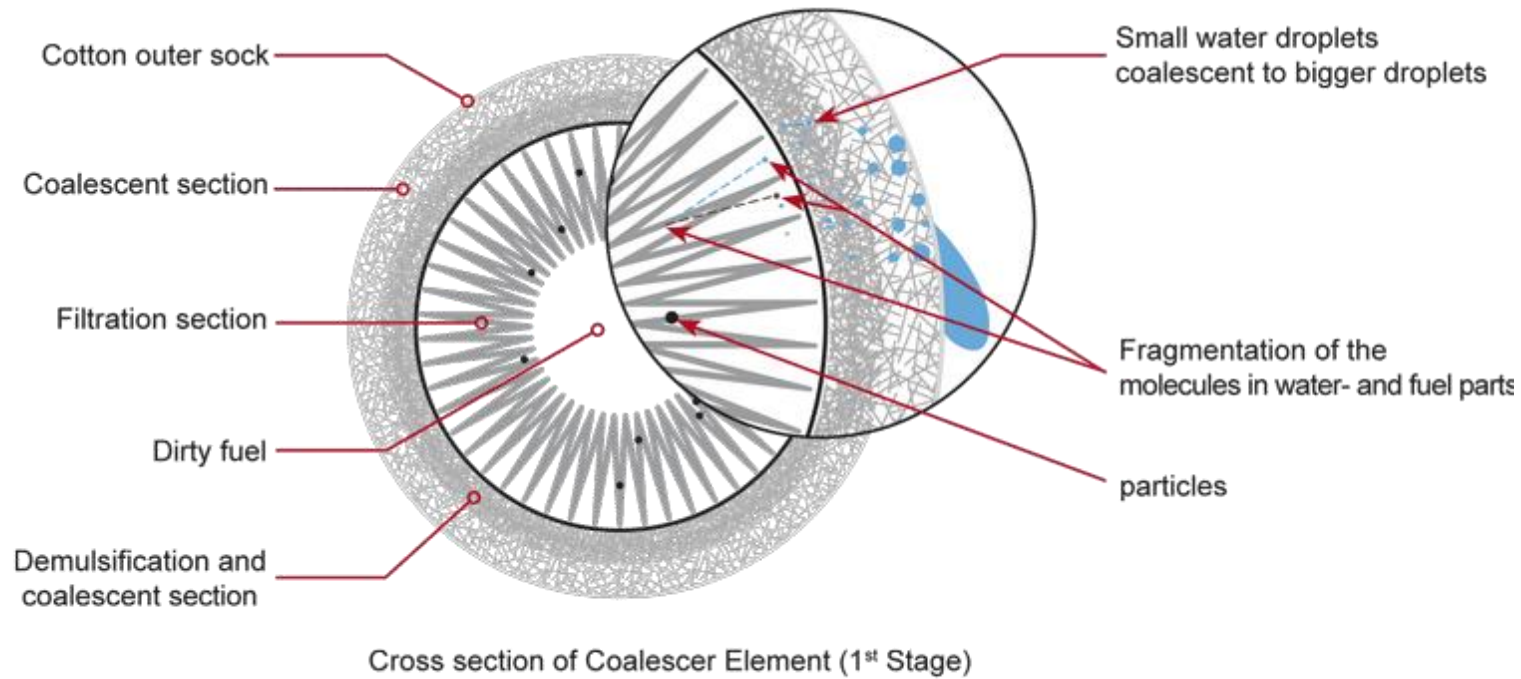 Cotton outer sock
Coalescent section
Filtration section
Dirty fuel
Demulsification and
coalescent section
Small water droplets
coalescent to bigger droplets
Fragmentation of the
molecules in water- and fuel parts
particles
Cross section of Coalescer Element (1st Stage)